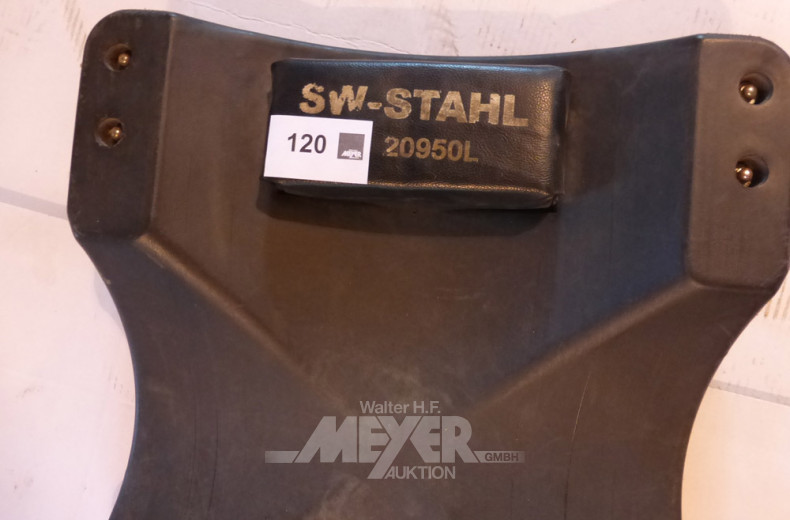 SW-STAHL
120
20950L
Walter H.F.
MEYER
GMBH
AUKTION